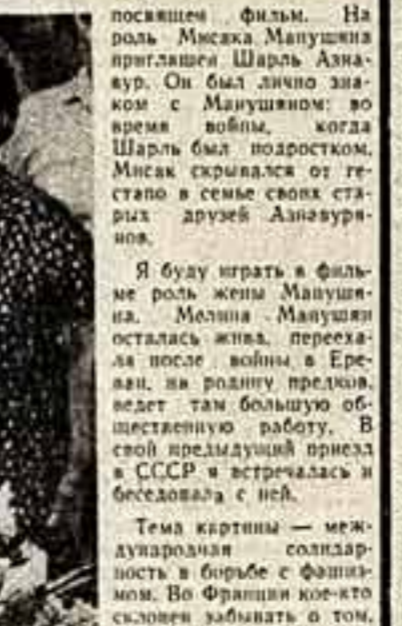 посвящен фильм. На
роль Мисака Манушяна
приглашен Шарль Азна-
вур. Он был лично зна-
ком с Манушяном: во
время войны, когда
Шарль был подростком,
Мисак скрывался от ге-
стапо в семье своих ста-
рых друзей Азнавуря-
нов.
Я буду играть в филь-
ме роль жены Манушя-
на. Мелина Манушян
осталась жива, перееха-
ла после войны в Ере-
ван, на родину предков,
ведет там большую об-
щественную работу. В
свой предыдущий приезд
в СССР я встречалась и
беседовала с ней.
Тема картины — меж-
дународная солидар-
ность в борьбе с фашиз-
мом. Во Франции кое-кто
склонен забывать о том,